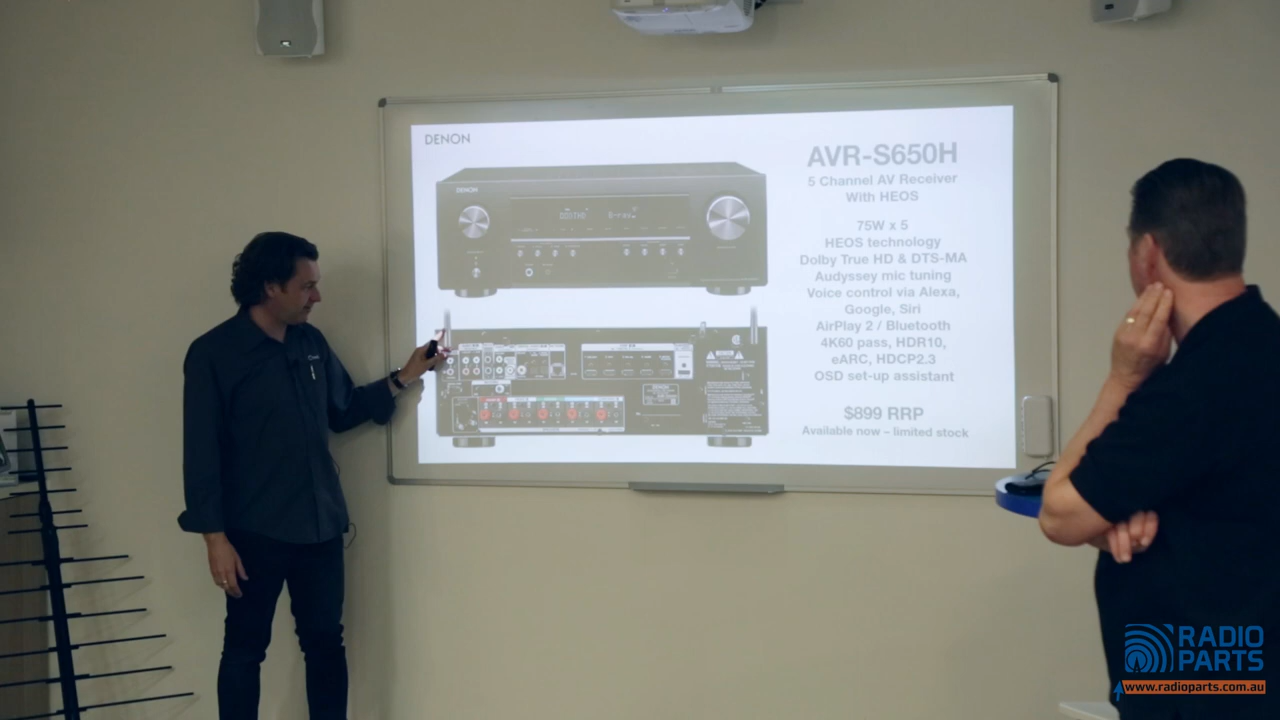 DENON
AVR-S650H
5 Channel AV Receiver
With HEOS
75W x 5
HEOS technology
Dolby True HD & DTS-MA
Audyssey mic tuning
Voice control via Alexa,
Google, Siri
AirPlay 2 / Bluetooth
4K60 pass, HDR10,
eARC, HDCP2.3
OSD set-up assistant
$899 RRP
Available now – limited stock
DENON
RADIO
PARTS
www.radioparts.com.au